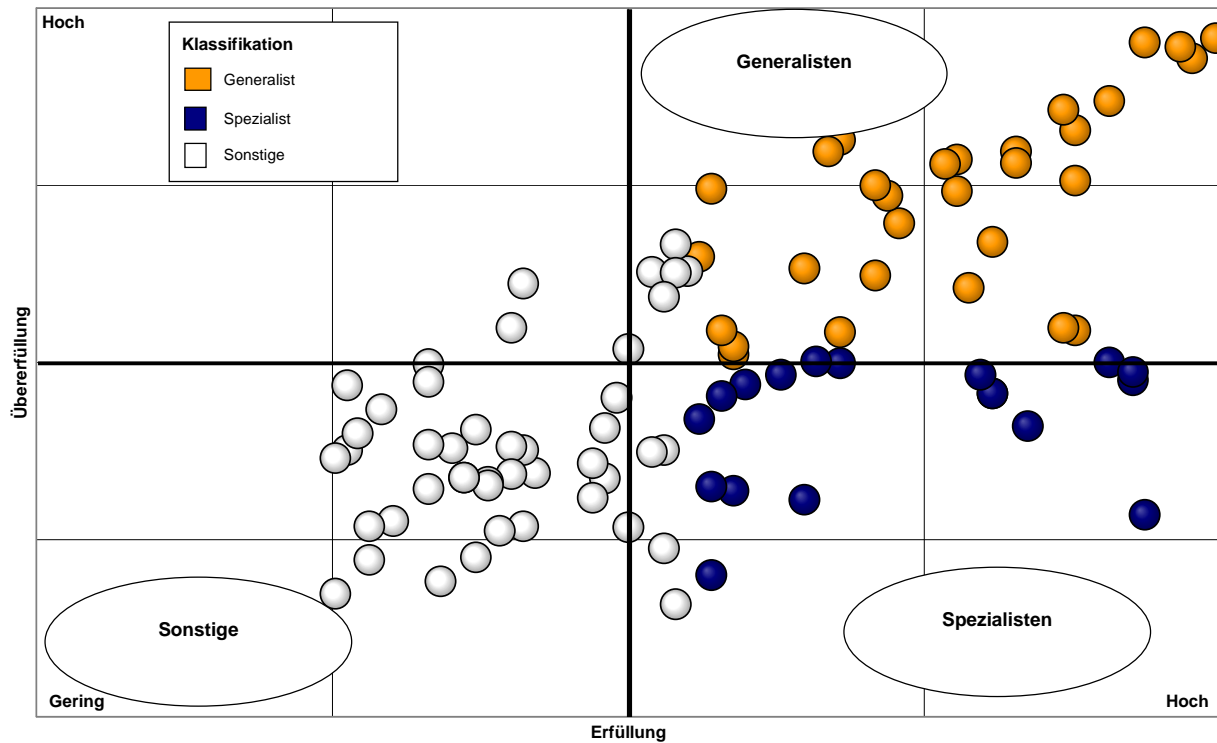 Hoch
Klassifikation
Generalist
Spezialist
Sonstige
Generalisten
Übererfüllung
Sonstige
Spezialisten
Gering
Hoch
Erfüllung